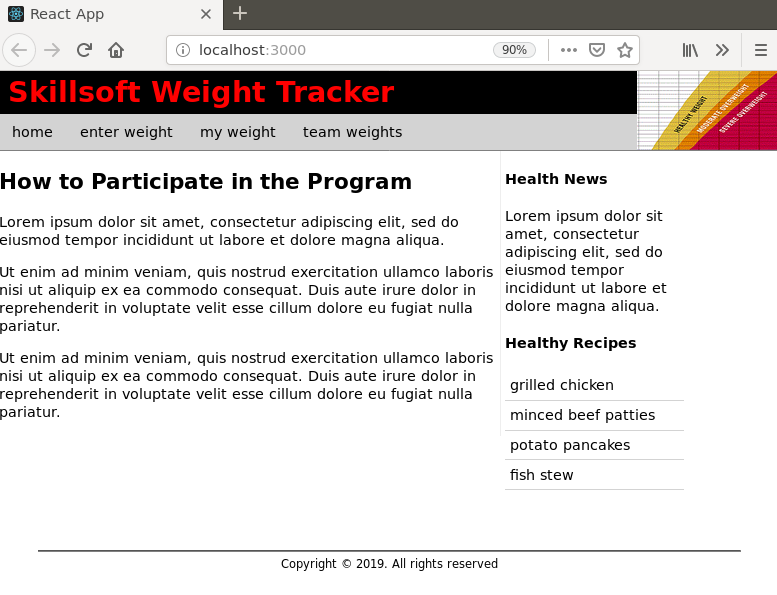 React App
localhost:3000
90%
Skillsoft Weight Tracker
home enter weight my weight team weights
HEALTHY WEIGHT
MODERATE OVERWEIGHT
SEVERE OVERWEIGHT
How to Participate in the Program
Lorem ipsum dolor sit amet, consectetur adipiscing elit, sed do
eiusmod tempor incididunt ut labore et dolore magna aliqua.
Ut enim ad minim veniam, quis nostrud exercitation ullamco laboris
nisi ut aliquip ex ea commodo consequat. Duis aute irure dolor in
reprehenderit in voluptate velit esse cillum dolore eu fugiat nulla
pariatur.
Ut enim ad minim veniam, quis nostrud exercitation ullamco laboris
nisi ut aliquip ex ea commodo consequat. Duis aute irure dolor in
reprehenderit in voluptate velit esse cillum dolore eu fugiat nulla
pariatur.
Health News
Lorem ipsum dolor sit
amet, consectetur
adipiscing elit, sed do
eiusmod tempor
incididunt ut labore et
dolore magna aliqua.
Healthy Recipes
grilled chicken
minced beef patties
potato pancakes
fish stew
Copyright © 2019. All rights reserved